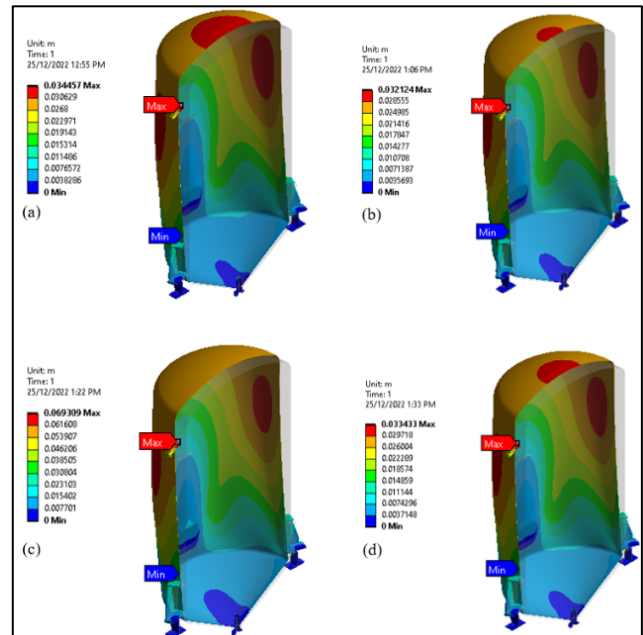 Unit: m
Time: 1
25/12/2022 12:55 PM
0.034457 Max
0.030629
0.0268
0.022971
0.019143
0.015314
0.011486
0.0076572
0.0038286
0 Min
Max
Min
(a)
Unit: m
Time: 1
25/12/2022 1:06 PM
0.032124 Max
0.028555
0.024985
0.021416
0.017847
0.014277
0.010708
0.0071387
0.0035693
0 Min
Max
Min
(b)
Unit: m
Time: 1
25/12/2022 1:22 PM
0.069309 Max
0.061608
0.053907
0.046206
0.038505
0.030804
0.023103
0.015402
0.007701
0 Min
Max
Min
(c)
Unit: m
Time: 1
25/12/2022 1:33 PM
0.033433 Max
0.029718
0.026004
0.022289
0.018574
0.014859
0.011144
0.0074296
0.0037148
0 Min
Max
Min
(d)